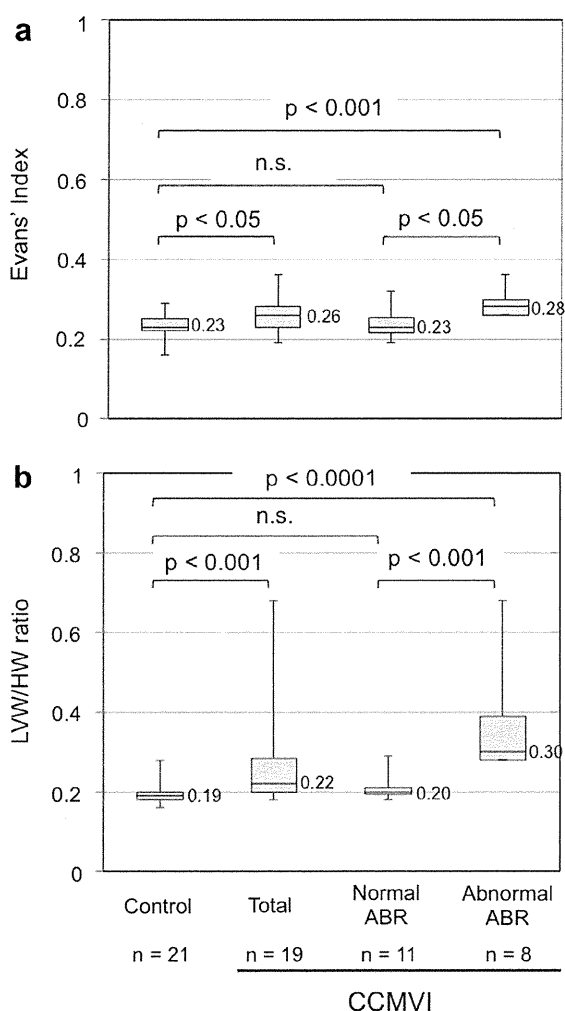 a
1
p < 0.001
0.8
n.s.
0.6
p < 0.05 p < 0.05
0.4
0.23 0.26 0.23 0.28
0.2
0
Evans' Index
b
1
p < 0.0001
n.s.
0.8
p < 0.001 p < 0.001
0.6
0.4
0.30
0.22
0.19 0.20
0.2
0
LVW/HW ratio
Control Total Normal ABR Abnormal ABR
n = 21 n = 19 n = 11 n = 8
CCMVI